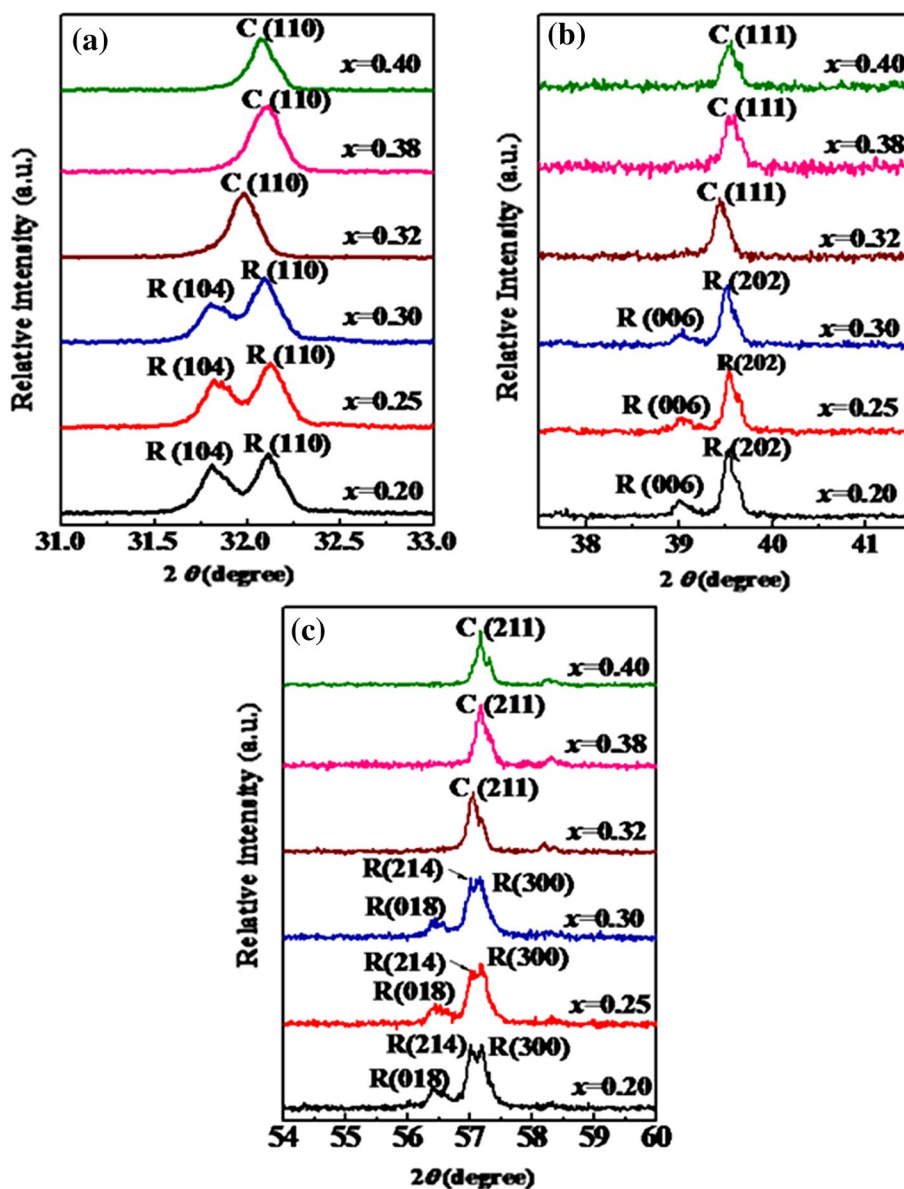 (a)
C (110)
x=0.40
C (110)
x=0.38
C (110)
x=0.32
R (104)
R (110)
x=0.30
R (104)
R (110)
x=0.25
R (104)
R (110)
x=0.20
31.0 31.5 32.0 32.5 33.0
2 θ (degree)
Relative Intensity (a.u.)
(b)
C (111)
x=0.40
C (111)
x=0.38
C (111)
x=0.32
R (202)
R (006)
x=0.30
R(202)
R (006)
x=0.25
R (202)
R (006)
x=0.20
38 39 40 41
2 θ (degree)
Relative Intensity (a.u.)
(c)
C (211)
x=0.40
C (211)
x=0.38
C (211)
x=0.32
R(214)
R(300)
R(018)
x=0.30
R(214)
R(300)
R(018)
x=0.25
R(214) R(300)
R(018)
x=0.20
54 55 56 57 58 59 60
2θ (degree)
Relative Intensity (a.u.)